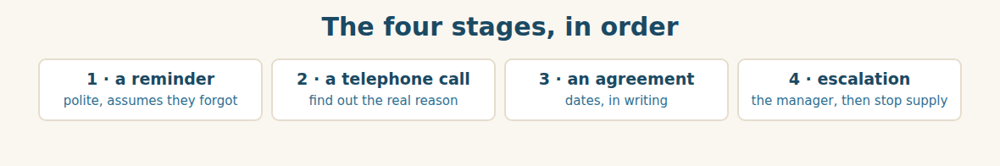 The four stages, in order
1 · a reminder
polite, assumes they forgot
2 · a telephone call
find out the real reason
3 · an agreement
dates, in writing
4 · escalation
the manager, then stop supply